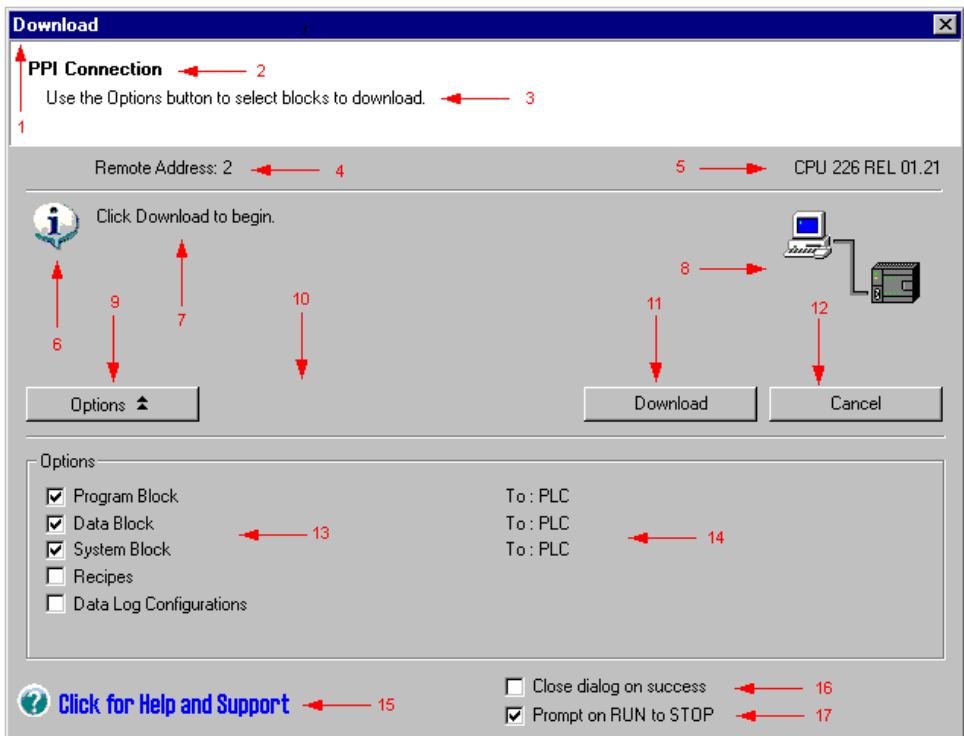 Download
PPI Connection 2
Use the Options button to select blocks to download. 3
1
Remote Address: 2 4 5 CPU 226 REL 01.21
Click Download to begin.
8
6 9 7 10 11 12
Options Download Cancel
Options
Program Block To : PLC
Data Block 13 To : PLC 14
System Block To : PLC
Recipes
Data Log Configurations
Click for Help and Support 15
Close dialog on success 16
Prompt on RUN to STOP 17